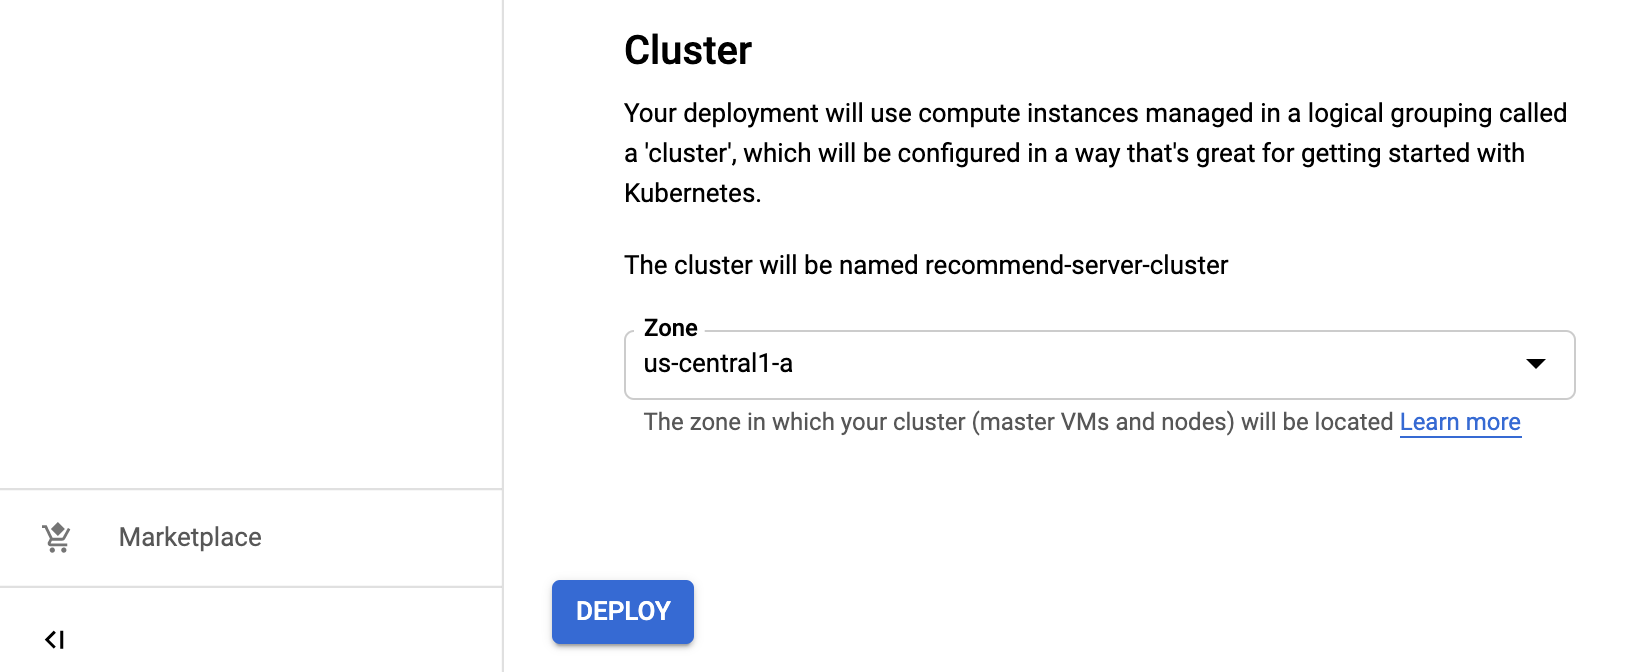 Cluster
Your deployment will use compute instances managed in a logical grouping called
a 'cluster', which will be configured in a way that's great for getting started with
Kubernetes.
The cluster will be named recommend-server-cluster
Zone
us-central1-a
The zone in which your cluster (master VMs and nodes) will be located Learn more
Marketplace
DEPLOY